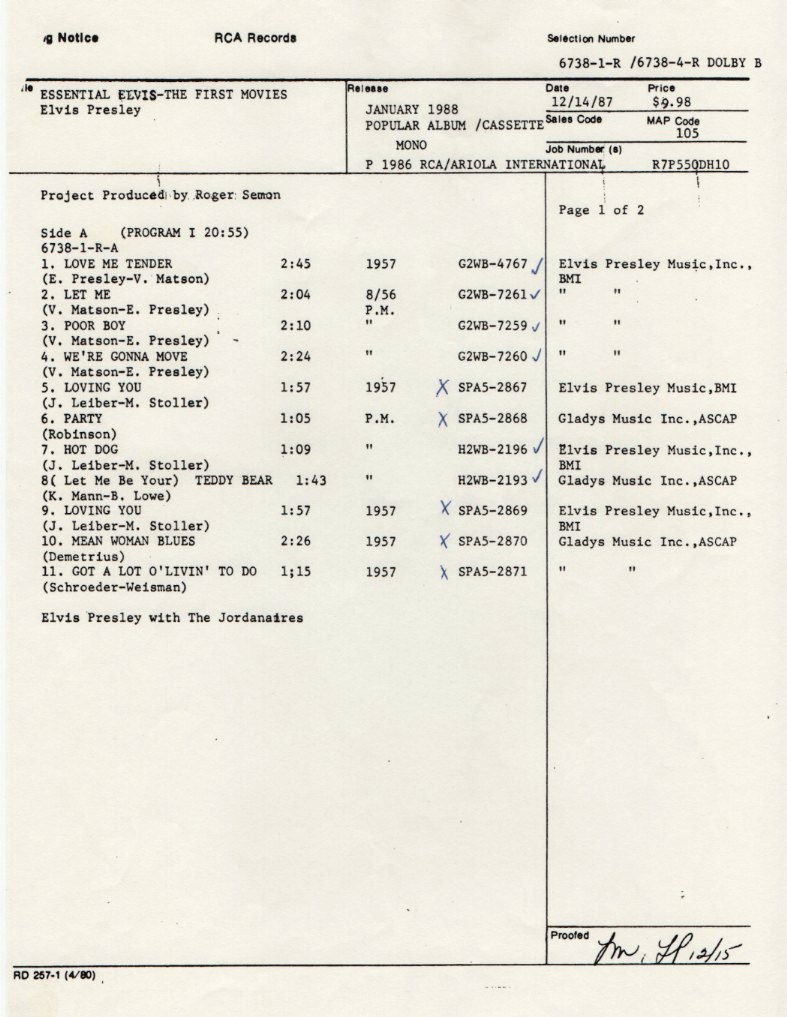 g Notice RCA Records Selection Number
6738-1-R /6738-4-R DOLBY B
le ESSENTIAL ELVIS-THE FIRST MOVIES Release Date Price
Elvis Presley JANUARY 1988 12/14/87 $9.98
POPULAR ALBUM /CASSETTE Sales Code MAP Code
105
MONO Job Number (s)
P 1986 RCA/ARIOLA INTERNATIONAL R7P550DH10
Project Produced by Roger Semon
Page 1 of 2
Side A (PROGRAM I 20:55)
6738-1-R-A
1. LOVE ME TENDER 2:45 1957 G2WB-4767 ✓ Elvis Presley Music,Inc.,
(E. Presley-V. Matson) BMI
2. LET ME 2:04 8/56 G2WB-7261 ✓ " "
(V. Matson-E. Presley) P.M.
3. POOR BOY 2:10 " G2WB-7259 ✓ " "
(V. Matson-E. Presley)
4. WE'RE GONNA MOVE 2:24 " G2WB-7260 ✓ " "
(V. Matson-E. Presley)
5. LOVING YOU 1:57 1957 X SPA5-2867 Elvis Presley Music,BMI
(J. Leiber-M. Stoller)
6. PARTY 1:05 P.M. X SPA5-2868 Gladys Music Inc.,ASCAP
(Robinson)
7. HOT DOG 1:09 " H2WB-2196 ✓ Elvis Presley Music,Inc.,
(J. Leiber-M. Stoller) BMI
8( Let Me Be Your) TEDDY BEAR 1:43 " H2WB-2193 ✓ Gladys Music Inc.,ASCAP
(K. Mann-B. Lowe)
9. LOVING YOU 1:57 1957 X SPA5-2869 Elvis Presley Music,Inc.,
(J. Leiber-M. Stoller) BMI
10. MEAN WOMAN BLUES 2:26 1957 X SPA5-2870 Gladys Music Inc.,ASCAP
(Demetrius)
11. GOT A LOT O'LIVIN' TO DO 1;15 1957 X SPA5-2871 " "
(Schroeder-Weisman)
Elvis Presley with The Jordanaires
Proofed 12/15
RD 257-1 (4/80)